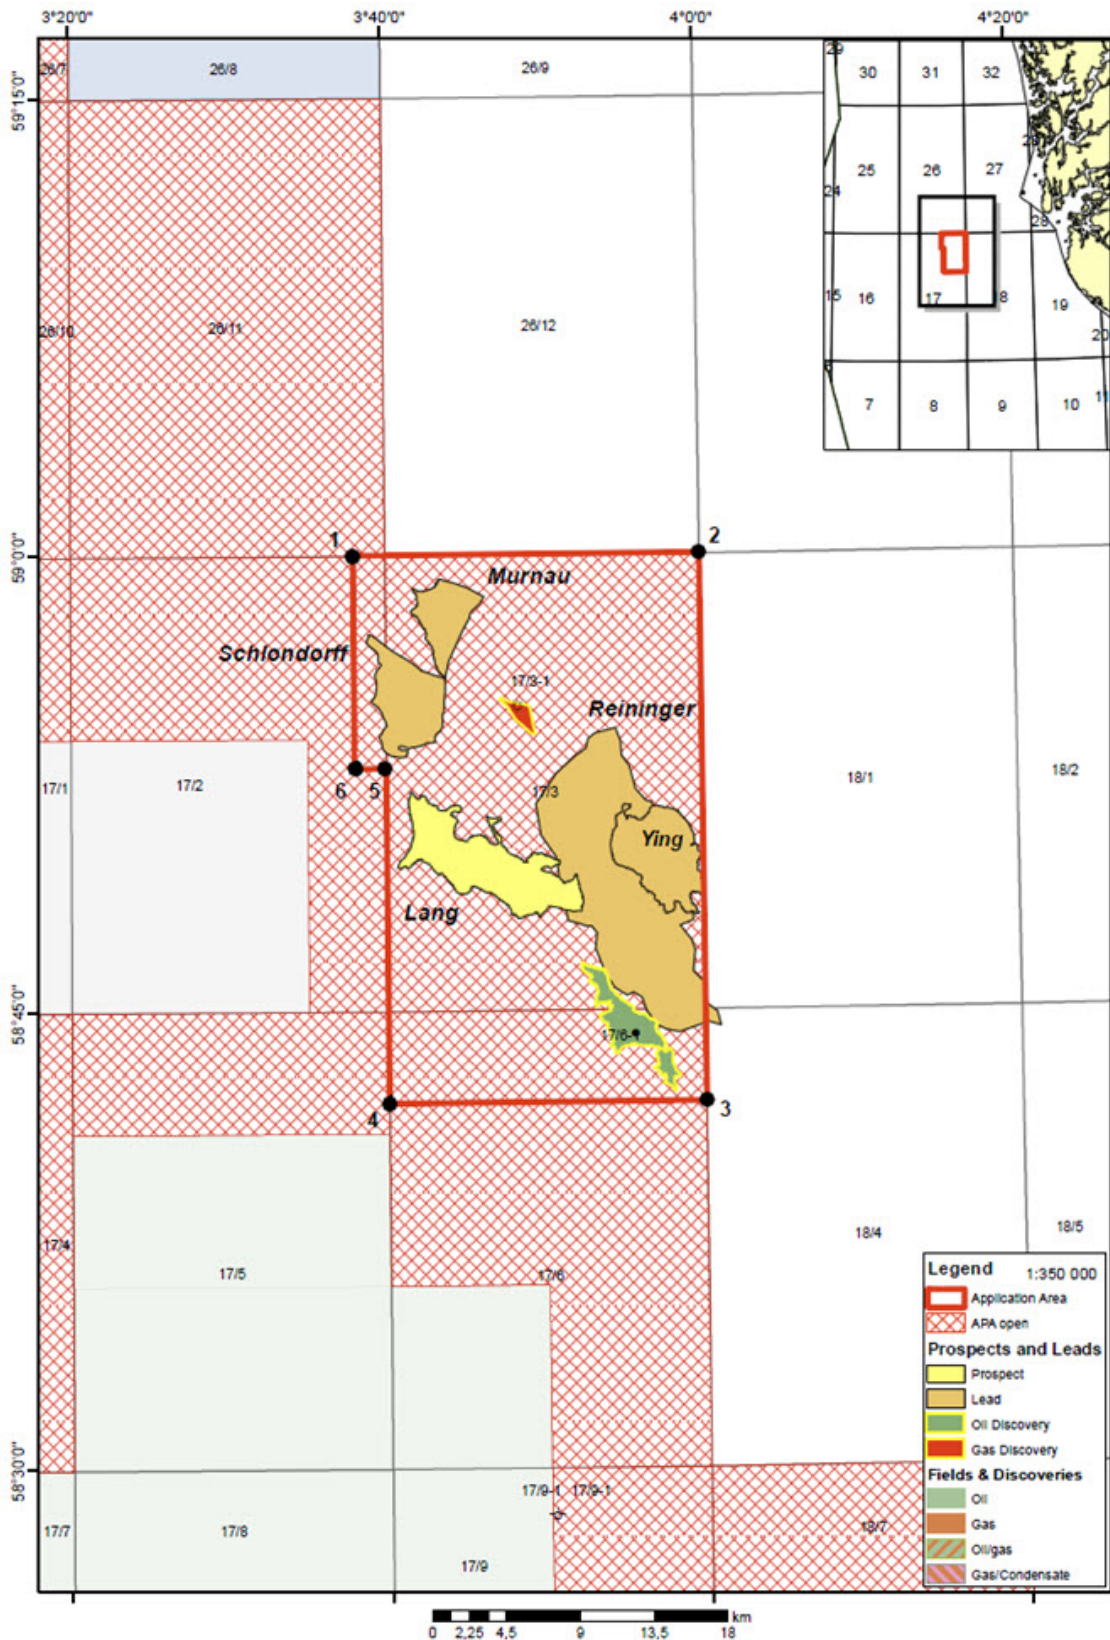 3°20'0" 3°40'0" 4°0'0" 4°20'0"
26/7 26/8 26/9
59°15'0"
29
30 31 32
25 26 27
24
28
15 16 17 18 19
20
7 8 9 10 11
26/10 26/11 26/12
1 2
59°0'0"
Murnau
Schlondorff
17/3-1
Reininger
17/1 17/2 6 5 17/3 18/1 18/2
Ying
Lang
58°45'0"
17/6-1
4 3
17/4 17/5 17/6 18/4 18/5
58°30'0"
17/9-1 17/9-1
17/7 17/8 17/9 18/7
Legend 1:350 000
Application Area
APA open
Prospects and Leads
Prospect
Lead
Oil Discovery
Gas Discovery
Fields & Discoveries
Oil
Gas
Oil/gas
Gas/Condensate
km
0 2,25 4,5 9 13,5 18